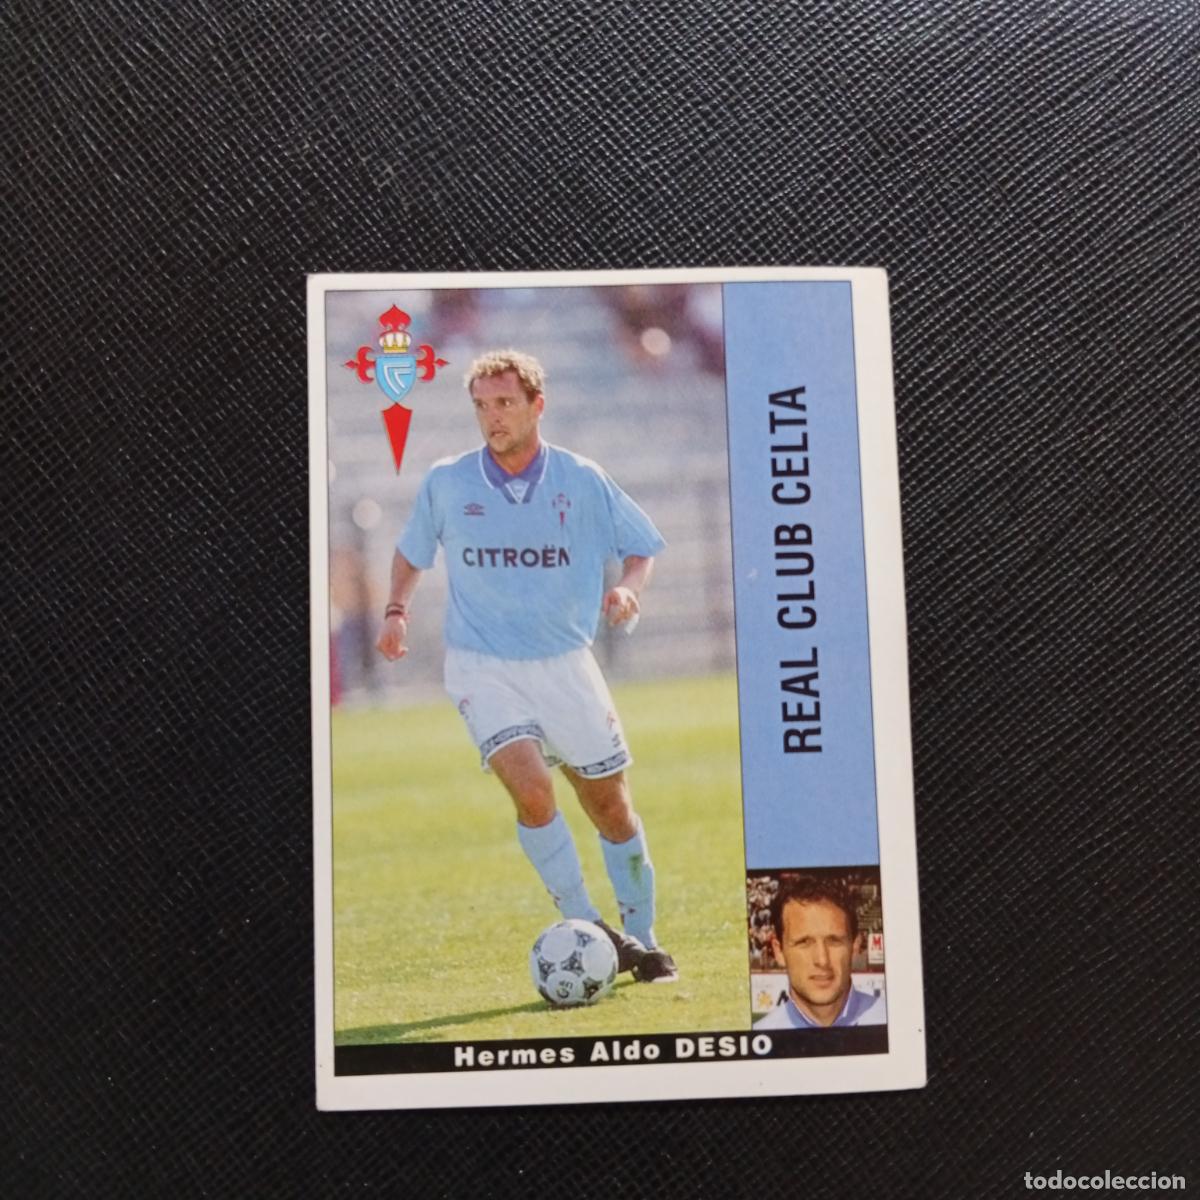 CITROËN
REAL CLUB CELTA
Hermes Aldo DESIO
todocoleccion